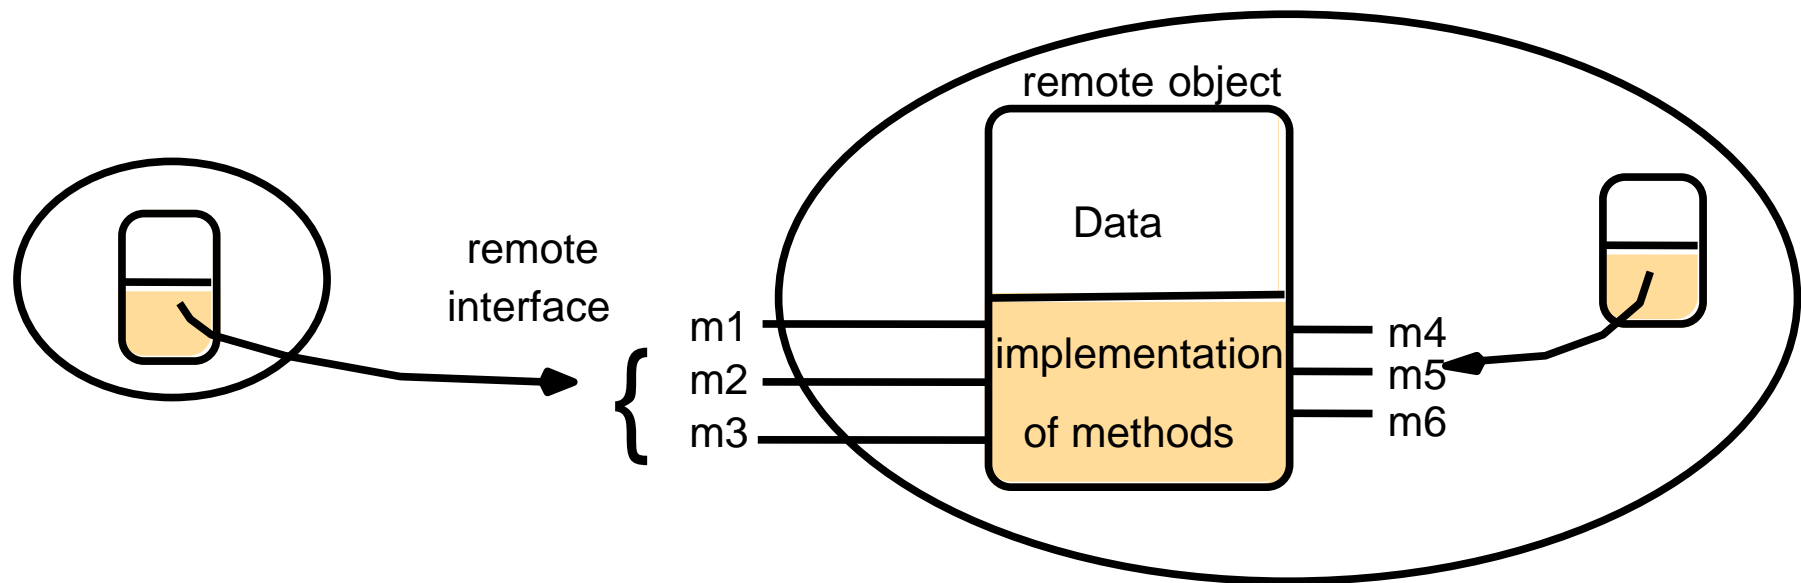 remote object
Data
remote
interface
{
m1
m2
m3
implementation
of methods
m4
m5
m6